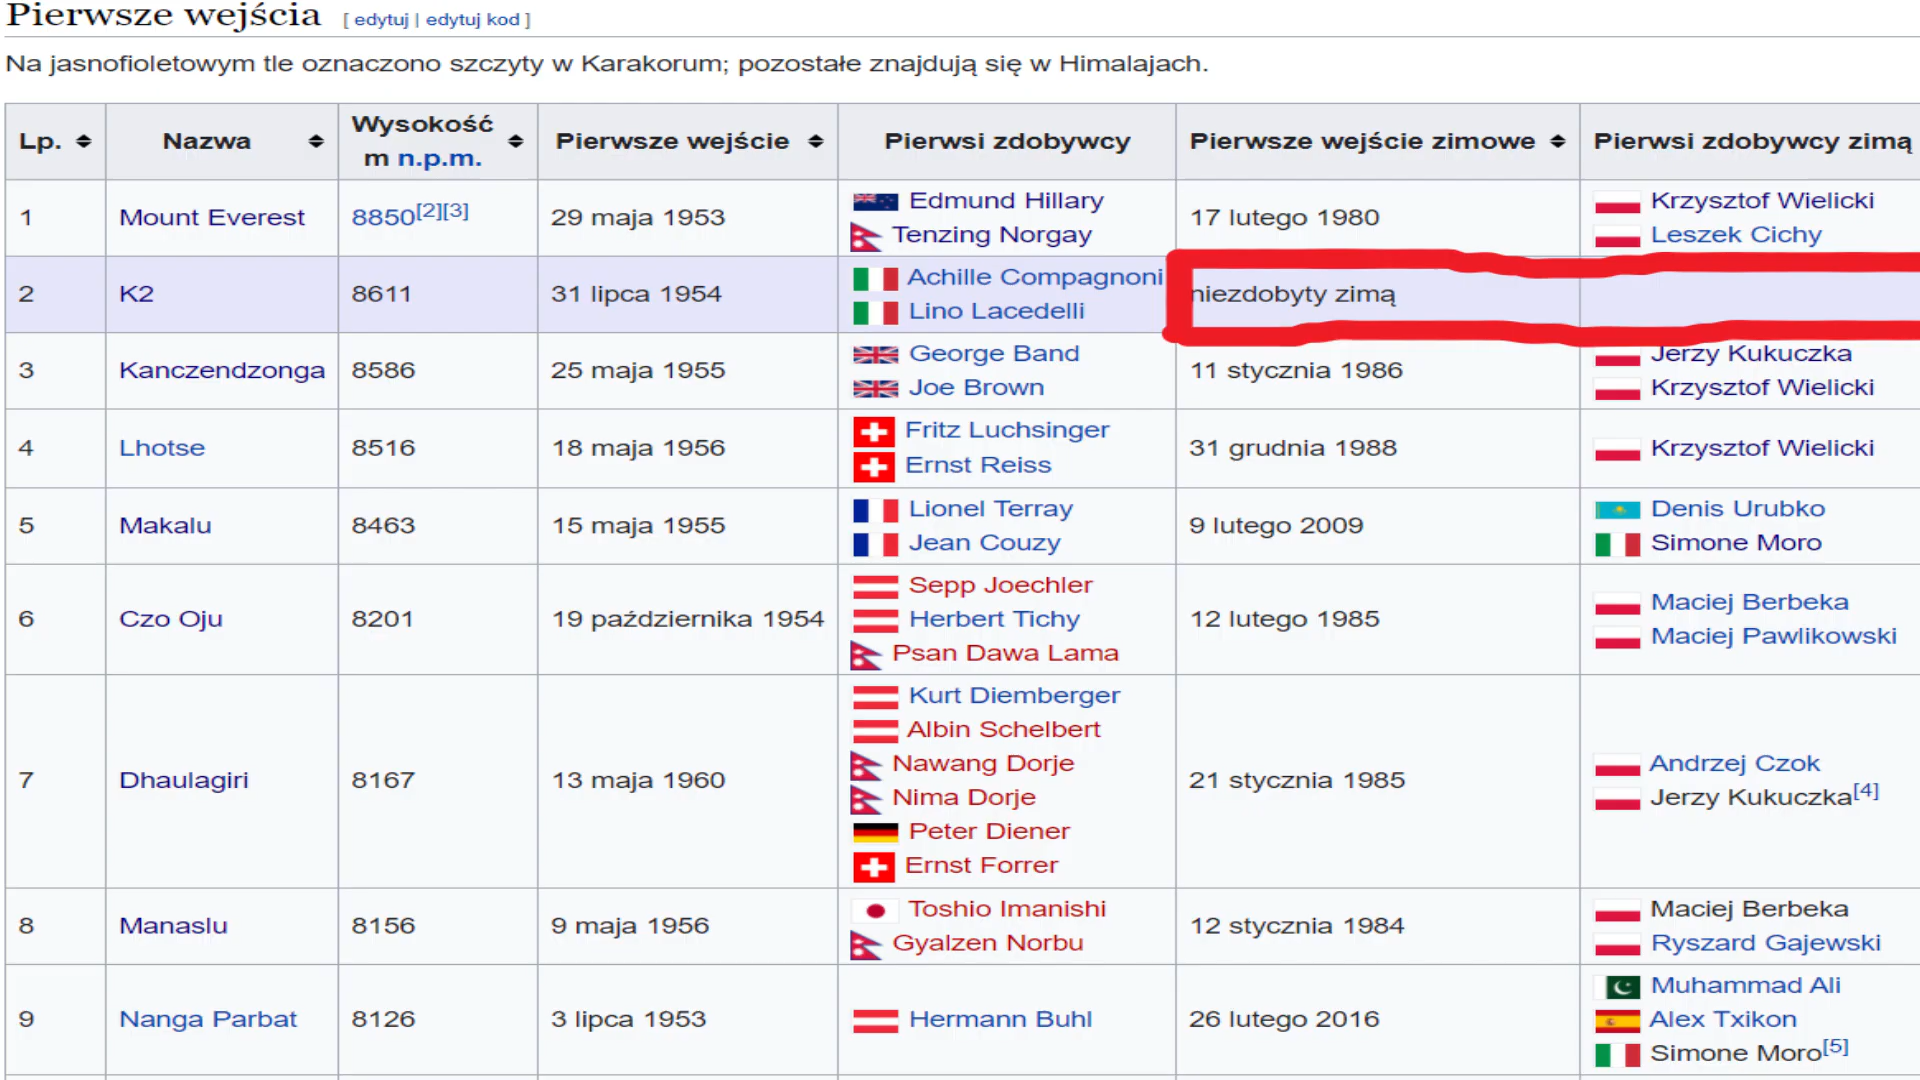 Pierwsze wejścia [ edytuj | edytuj kod ]
Na jasnofioletowym tle oznaczono szczyty w Karakorum; pozostałe znajdują się w Himalajach.
Lp. Nazwa Wysokość m n.p.m. Pierwsze wejście Pierwsi zdobywcy Pierwsze wejście zimowe Pierwsi zdobywcy zimą
1 Mount Everest 8850[2][3] 29 maja 1953 Edmund Hillary 17 lutego 1980 Krzysztof Wielicki
Tenzing Norgay Leszek Cichy
2 K2 8611 31 lipca 1954 Achille Compagnoni niezdobyty zimą
Lino Lacedelli
3 Kanczendzonga 8586 25 maja 1955 George Band 11 stycznia 1986 Jerzy Kukuczka
Joe Brown Krzysztof Wielicki
4 Lhotse 8516 18 maja 1956 Fritz Luchsinger 31 grudnia 1988 Krzysztof Wielicki
Ernst Reiss
5 Makalu 8463 15 maja 1955 Lionel Terray 9 lutego 2009 Denis Urubko
Jean Couzy Simone Moro
6 Czo Oju 8201 19 października 1954 Sepp Joechler 12 lutego 1985 Maciej Berbeka
Herbert Tichy Maciej Pawlikowski
Psan Dawa Lama
7 Dhaulagiri 8167 13 maja 1960 Kurt Diemberger 21 stycznia 1985 Andrzej Czok
Albin Schelbert Jerzy Kukuczka[4]
Nawang Dorje
Nima Dorje
Peter Diener
Ernst Forrer
8 Manaslu 8156 9 maja 1956 Toshio Imanishi 12 stycznia 1984 Maciej Berbeka
Gyalzen Norbu Ryszard Gajewski
9 Nanga Parbat 8126 3 lipca 1953 Hermann Buhl 26 lutego 2016 Muhammad Ali
Alex Txikon
Simone Moro[5]